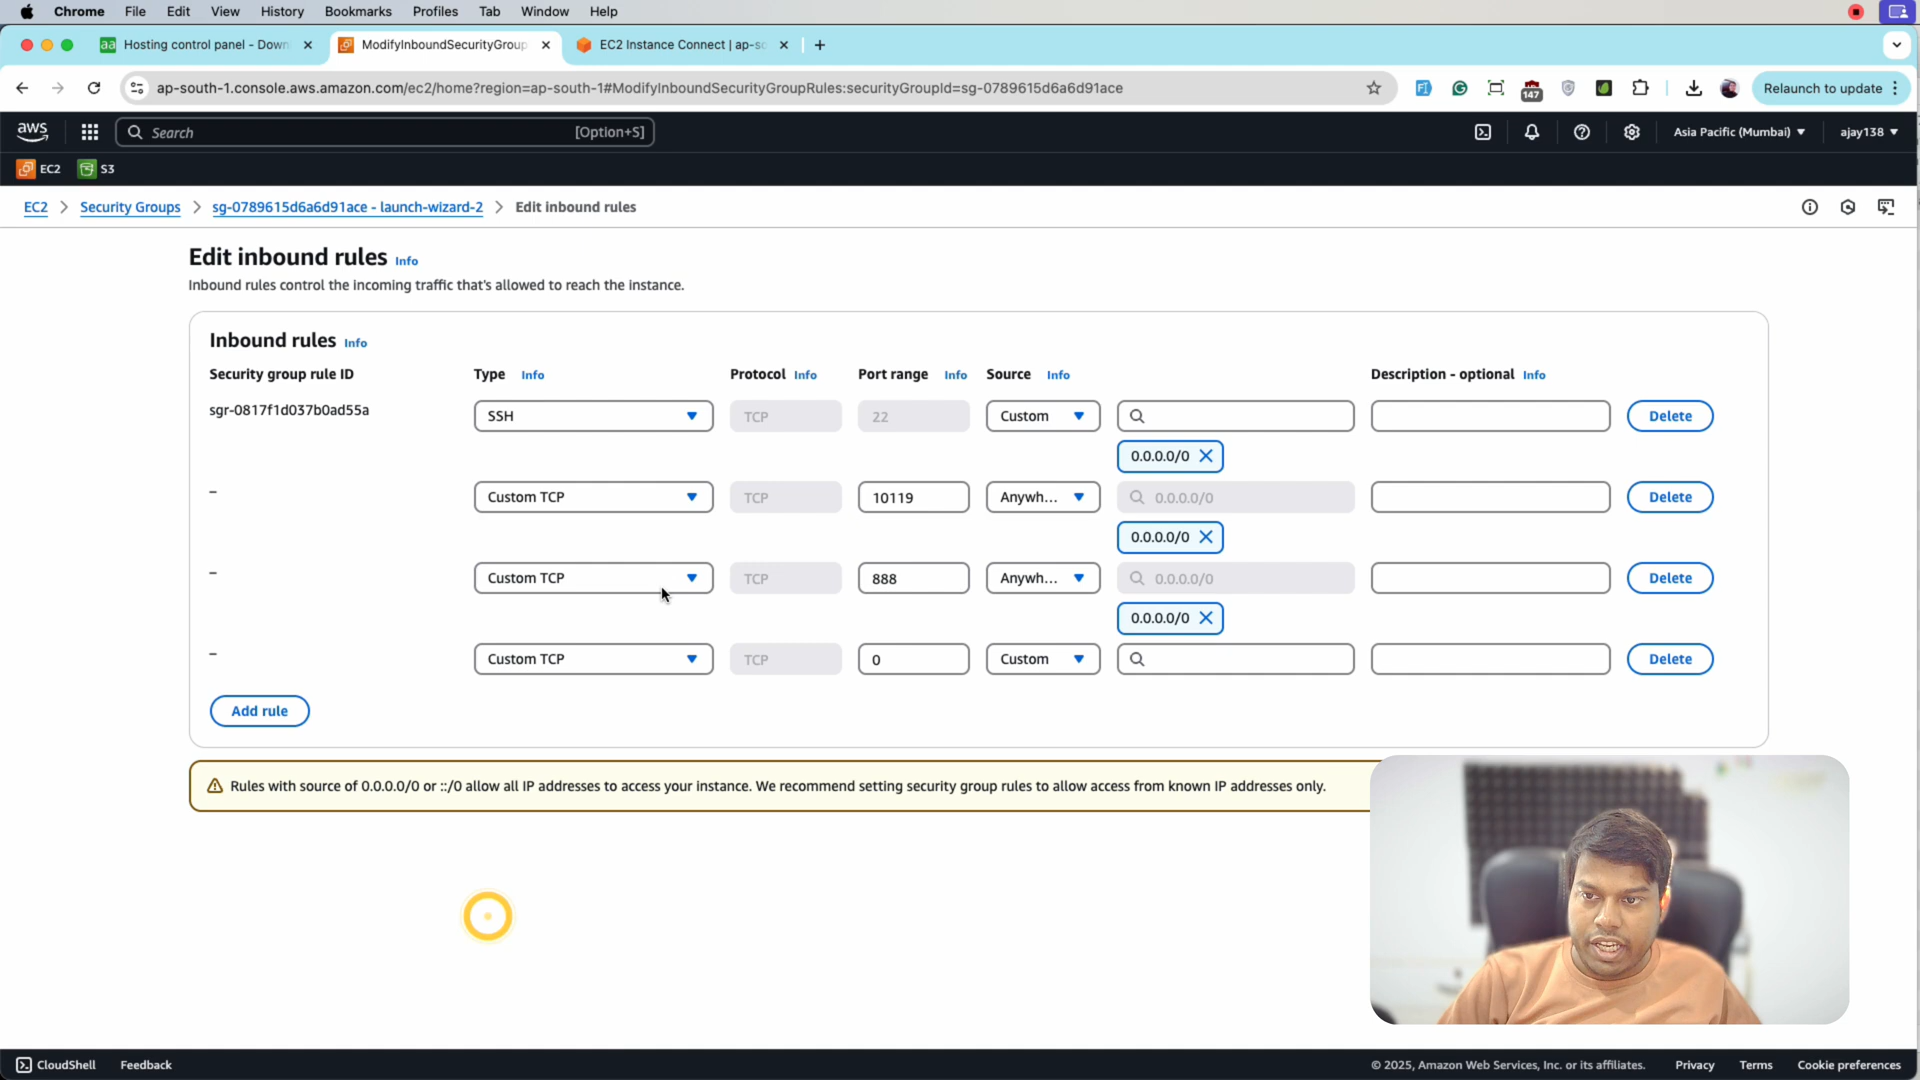 Chrome File Edit View History Bookmarks Profiles Tab Window Help
aa Hosting control panel - Down
ModifyInboundSecurityGroup
EC2 Instance Connect | ap-so
ap-south-1.console.aws.amazon.com/ec2/home?region=ap-south-1#ModifyInboundSecurityGroupRules:securityGroupId=sg-0789615d6a6d91ace
147
Relaunch to update
aws Search [Option+S] Asia Pacific (Mumbai) ajay138
EC2 S3
EC2 > Security Groups > sg-0789615d6a6d91ace - launch-wizard-2 > Edit inbound rules
Edit inbound rules Info
Inbound rules control the incoming traffic that's allowed to reach the instance.
Inbound rules Info
Security group rule ID Type Info Protocol Info Port range Info Source Info Description - optional Info
sgr-0817f1d037b0ad55a SSH TCP 22 Custom Delete
0.0.0.0/0
– Custom TCP TCP 10119 Anywh... 0.0.0.0/0 Delete
0.0.0.0/0
– Custom TCP TCP 888 Anywh... 0.0.0.0/0 Delete
0.0.0.0/0
– Custom TCP TCP 0 Custom Delete
Add rule
Rules with source of 0.0.0.0/0 or ::/0 allow all IP addresses to access your instance. We recommend setting security group rules to allow access from known IP addresses only.
CloudShell Feedback © 2025, Amazon Web Services, Inc. or its affiliates. Privacy Terms Cookie preferences